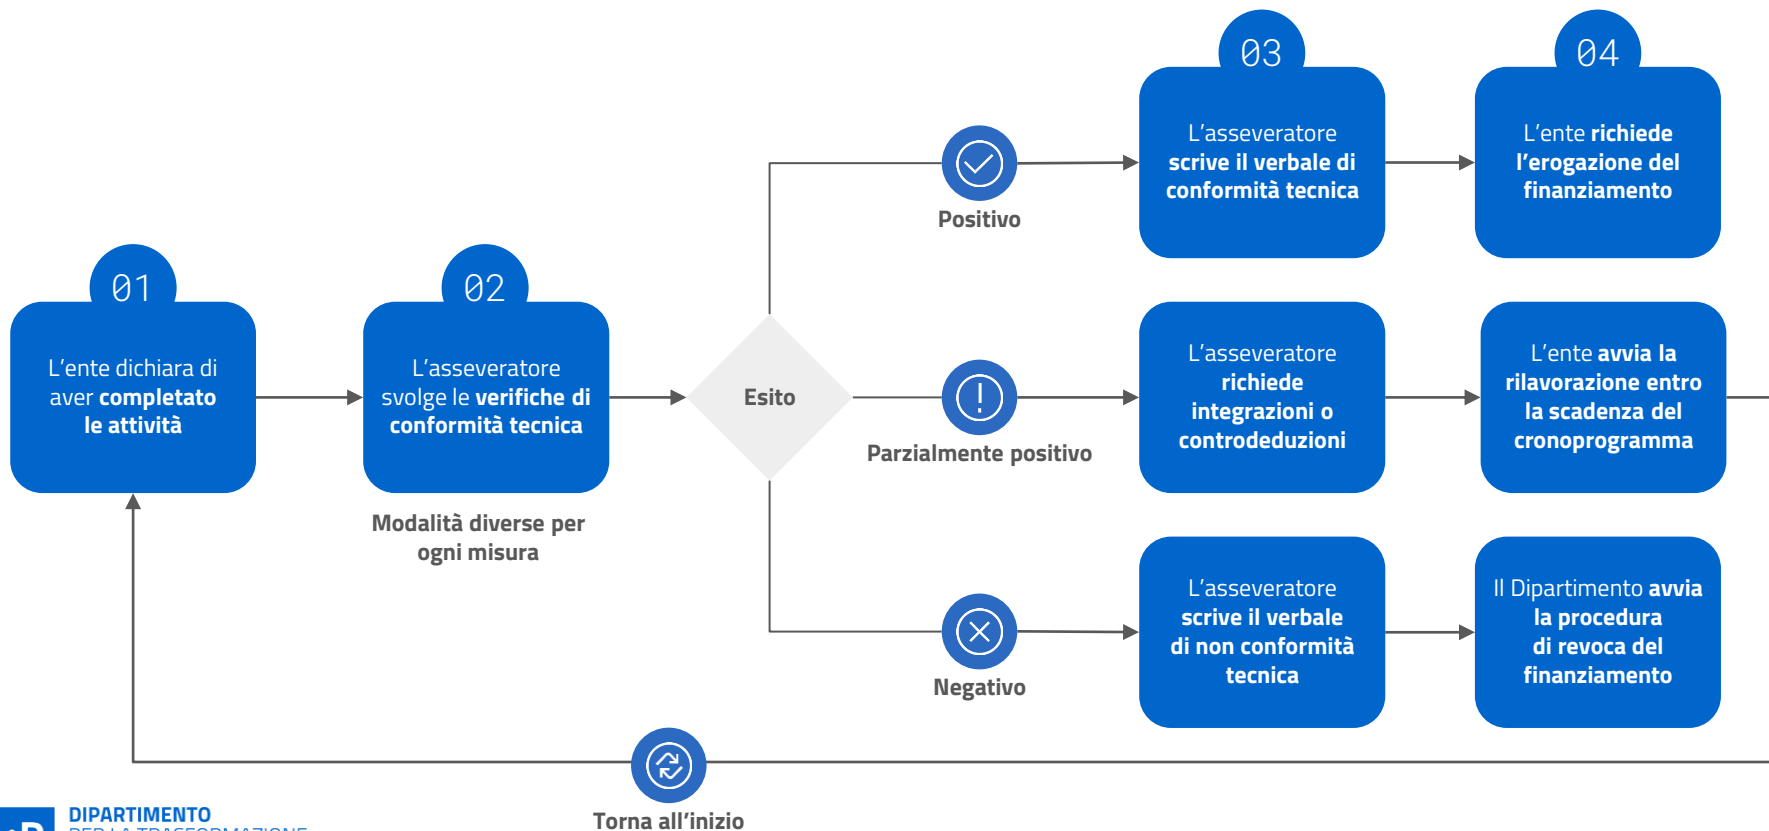 01
L’ente dichiara di
aver completato
le attività
02
L’asseveratore
svolge le verifiche di
conformità tecnica
Modalità diverse per
ogni misura
Esito
Positivo
03
L’asseveratore
scrive il verbale di
conformità tecnica
04
L’ente richiede
l’erogazione del
finanziamento
Parzialmente positivo
L’asseveratore
richiede
integrazioni o
controdeduzioni
L’ente avvia la
rilavorazione entro
la scadenza del
cronoprogramma
Negativo
L’asseveratore
scrive il verbale
di non conformità
tecnica
Il Dipartimento avvia
la procedura
di revoca del
finanziamento
Torna all’inizio
DIPARTIMENTO
PER LA TRASFORMAZIONE